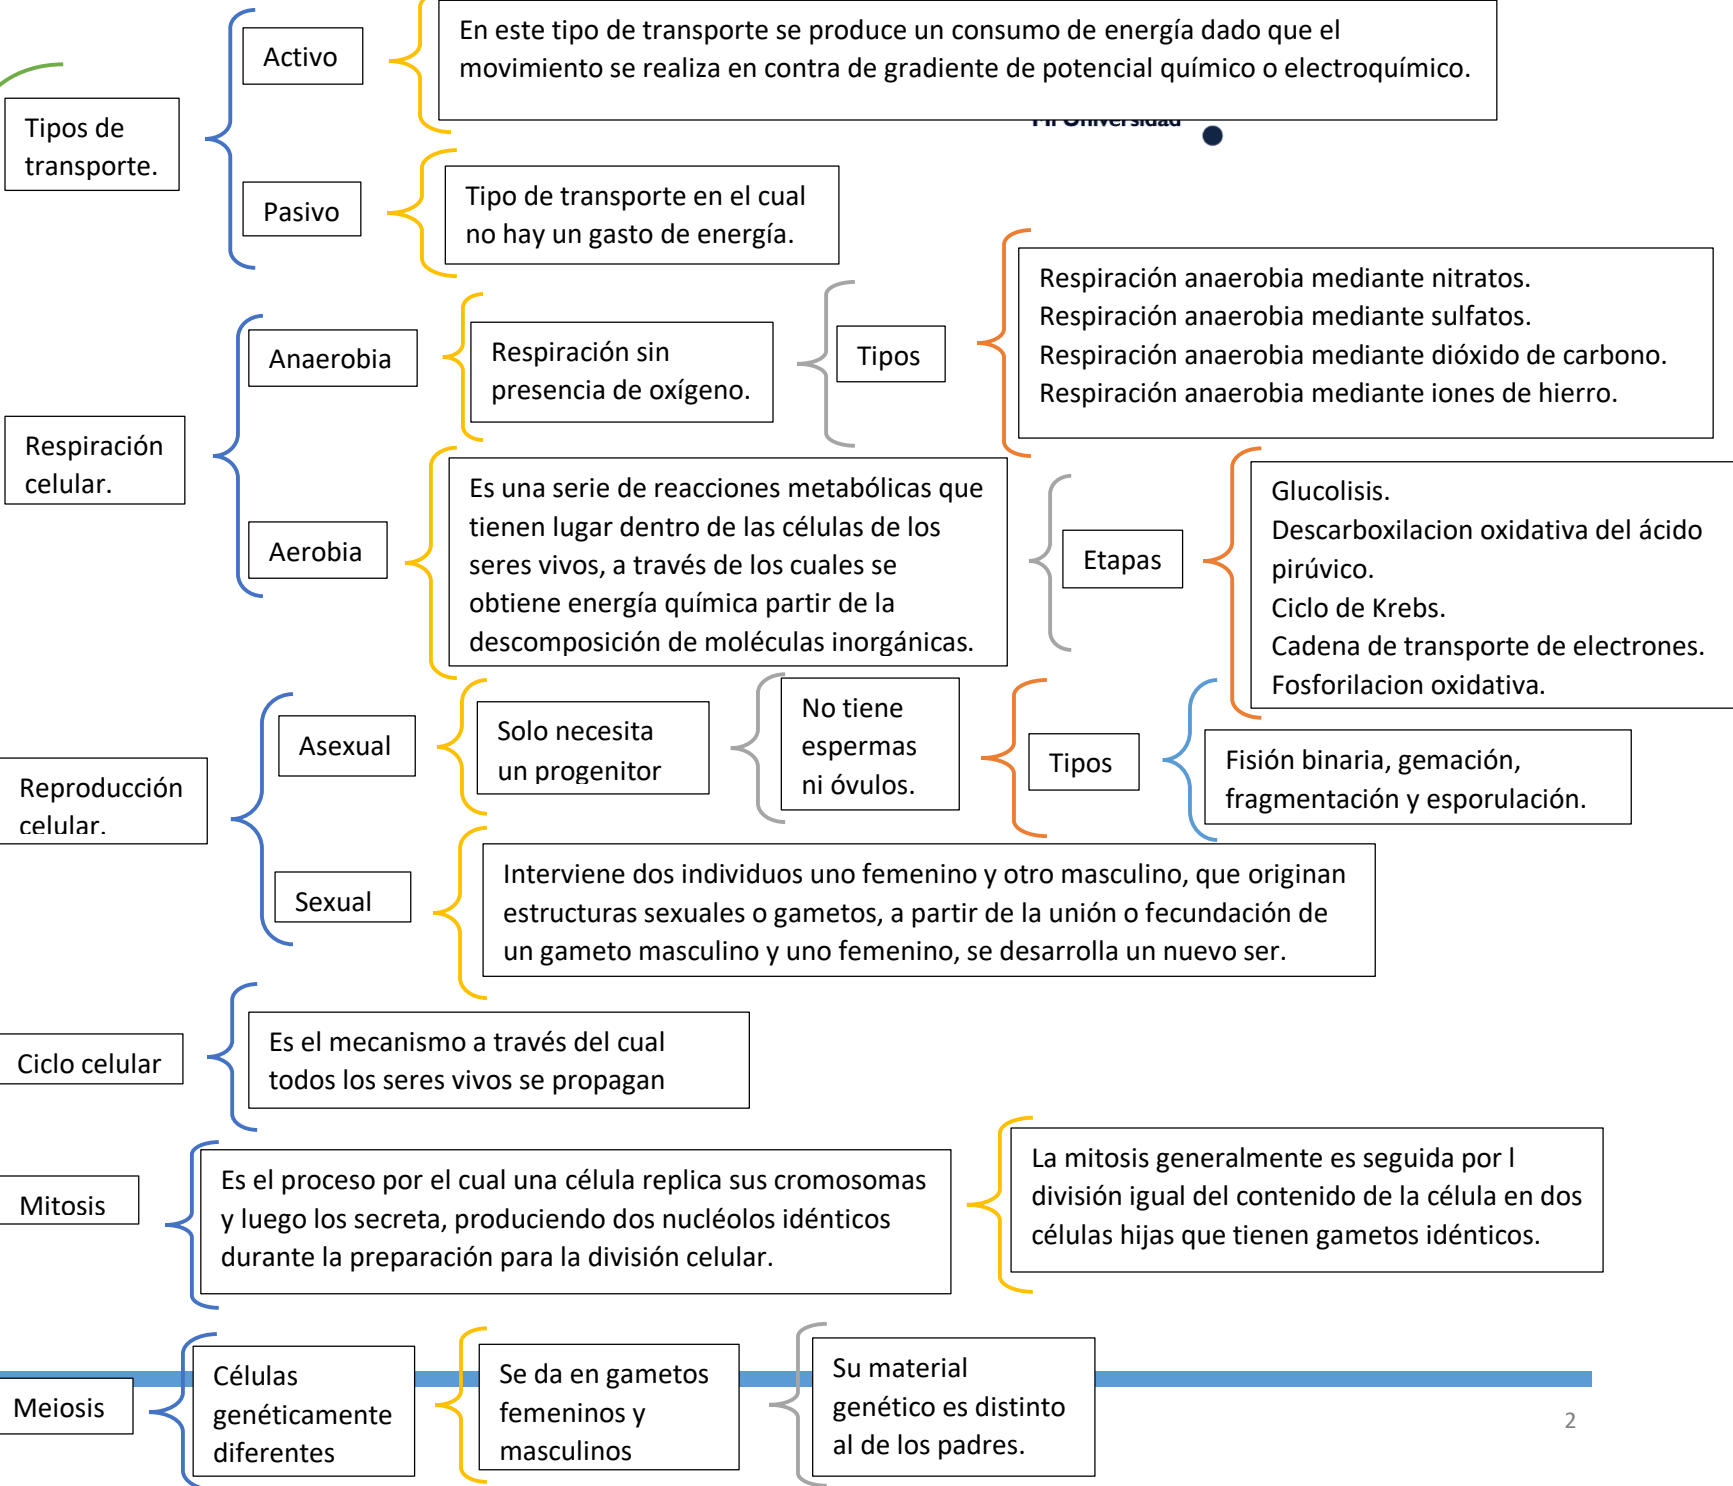 En este tipo de transporte se produce un consumo de energía dado que el
movimiento se realiza en contra de gradiente de potencial químico o electroquímico.
Activo
Universidad
Tipos de
transporte.
Pasivo
Tipo de transporte en el cual
no hay un gasto de energía.
Respiración
celular.
Anaerobia
Respiración sin
presencia de oxígeno.
Tipos
Respiración anaerobia mediante nitratos.
Respiración anaerobia mediante sulfatos.
Respiración anaerobia mediante dióxido de carbono.
Respiración anaerobia mediante iones de hierro.
Aerobia
Es una serie de reacciones metabólicas que
tienen lugar dentro de las células de los
seres vivos, a través de los cuales se
obtiene energía química partir de la
descomposición de moléculas inorgánicas.
Etapas
Glucolisis.
Descarboxilacion oxidativa del ácido
pirúvico.
Ciclo de Krebs.
Cadena de transporte de electrones.
Fosforilacion oxidativa.
Reproducción
celular.
Asexual
Solo necesita
un progenitor
No tiene
espermas
ni óvulos.
Tipos
Fisión binaria, gemación,
fragmentación y esporulación.
Sexual
Interviene dos individuos uno femenino y otro masculino, que originan
estructuras sexuales o gametos, a partir de la unión o fecundación de
un gameto masculino y uno femenino, se desarrolla un nuevo ser.
Ciclo celular
Es el mecanismo a través del cual
todos los seres vivos se propagan
Mitosis
Es el proceso por el cual una célula replica sus cromosomas
y luego los secreta, produciendo dos nucléolos idénticos
durante la preparación para la división celular.
La mitosis generalmente es seguida por l
división igual del contenido de la célula en dos
células hijas que tienen gametos idénticos.
Meiosis
Células
genéticamente
diferentes
Se da en gametos
femeninos y
masculinos
Su material
genético es distinto
al de los padres.
2